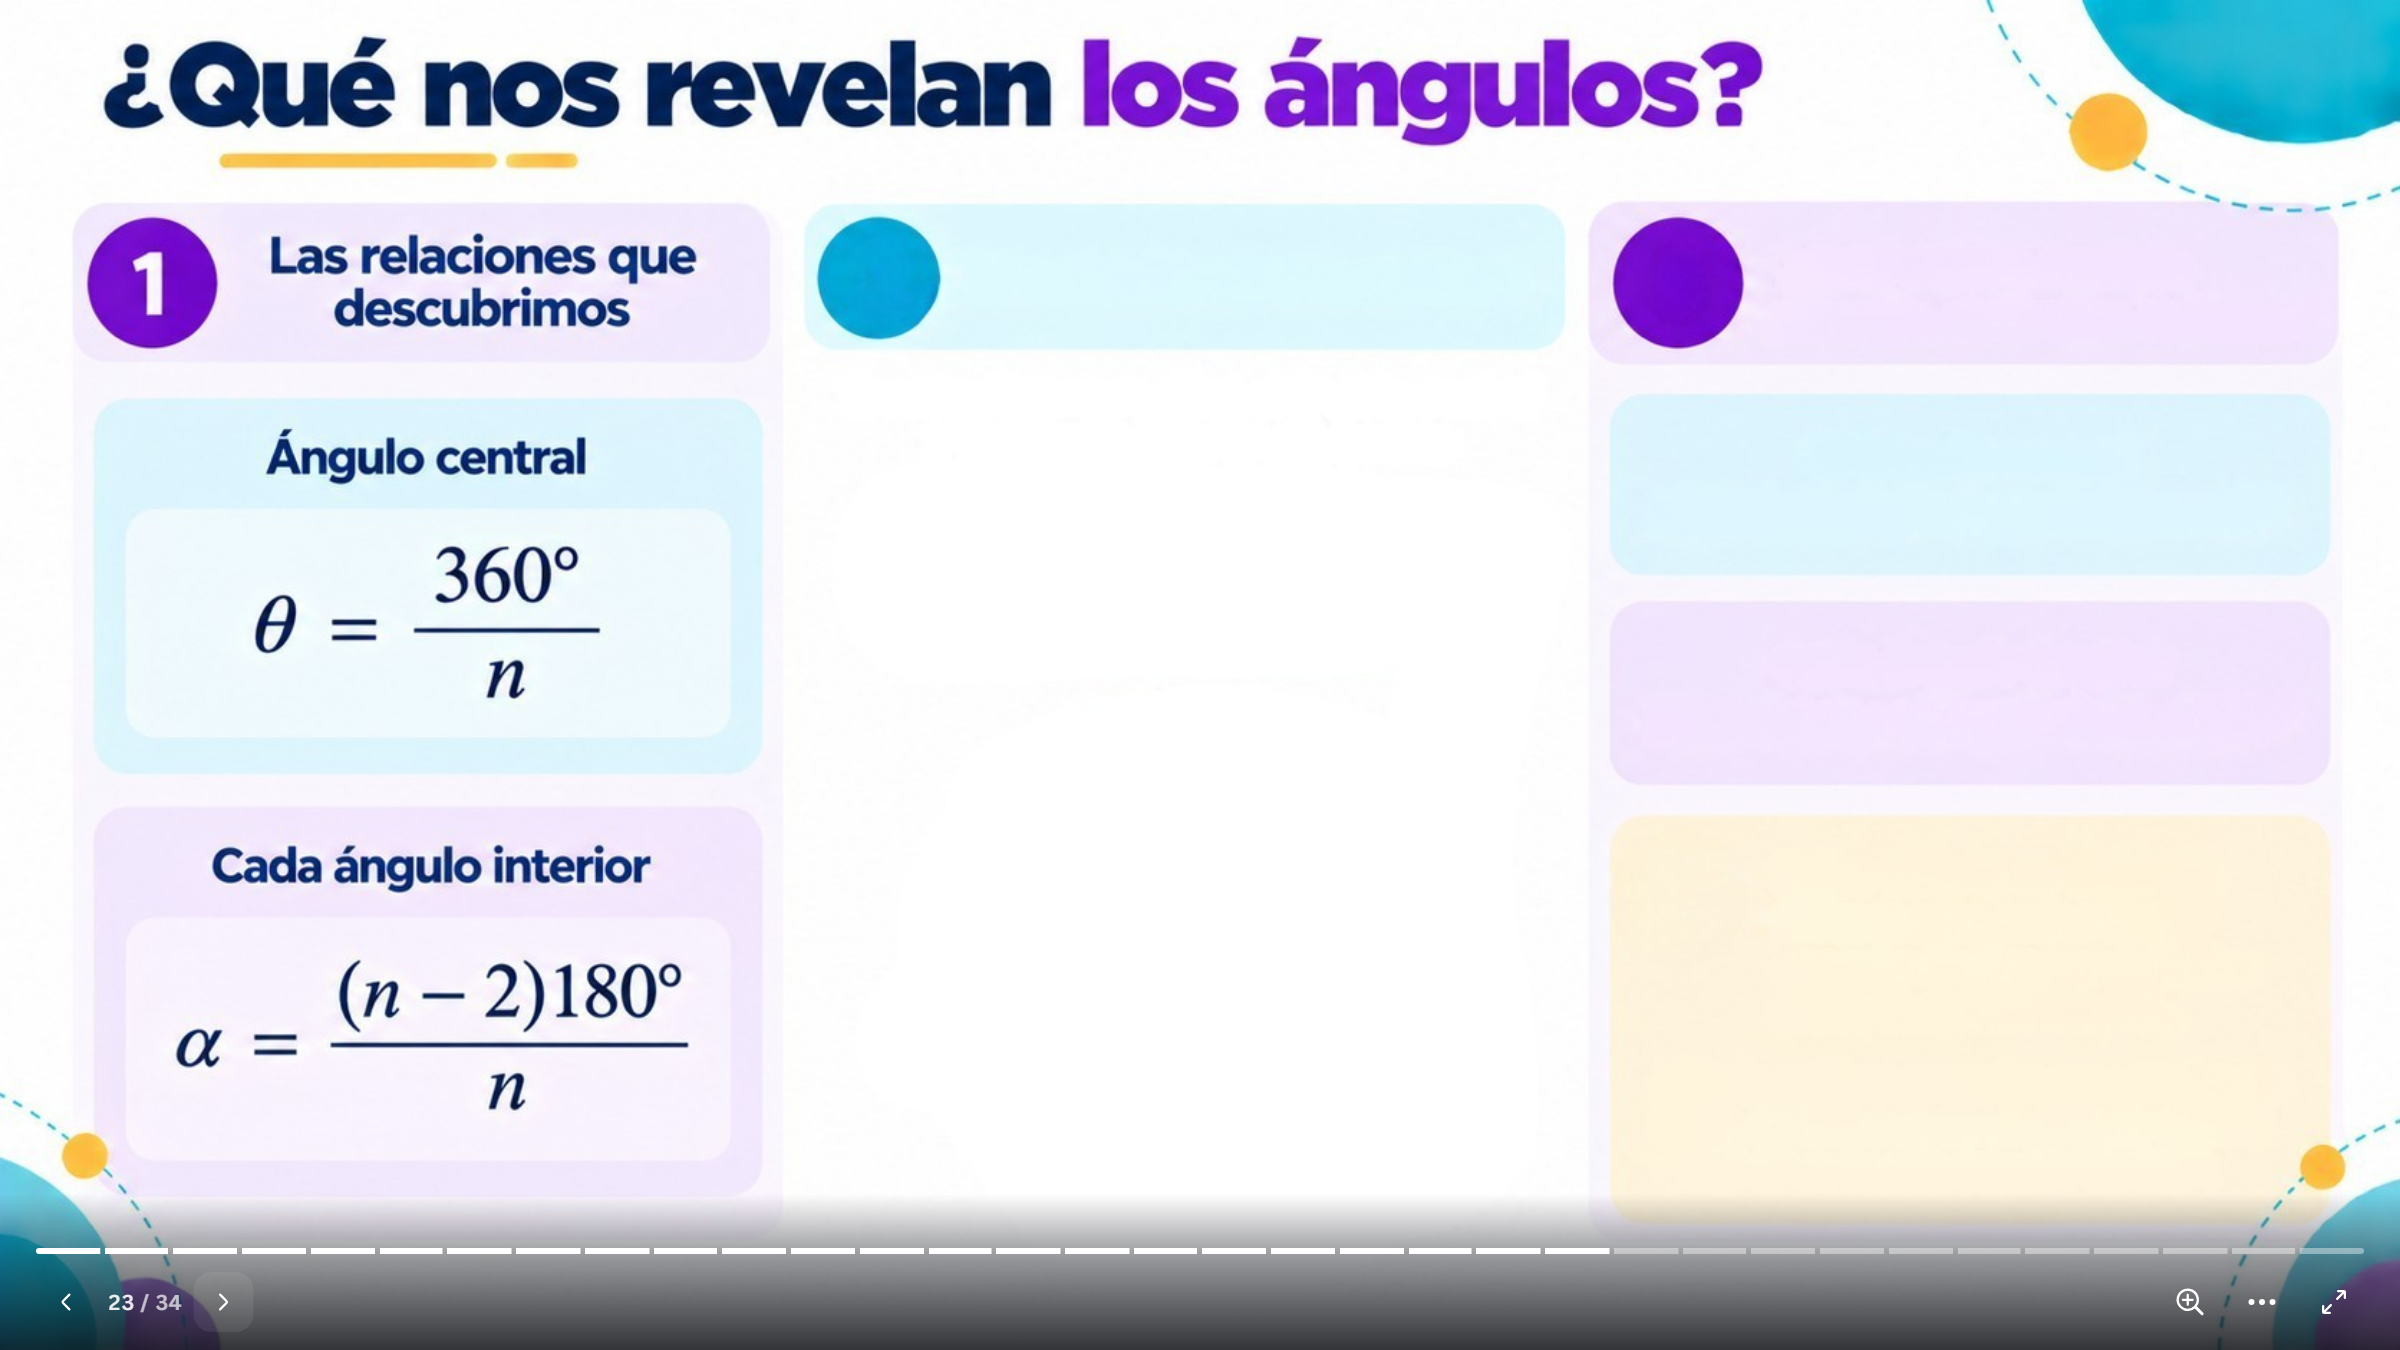 ¿Qué nos revelan los ángulos?
1
Las relaciones que
descubrimos
Ángulo central
θ = 360° / n
Cada ángulo interior
α = (n − 2)180° / n
23 / 34